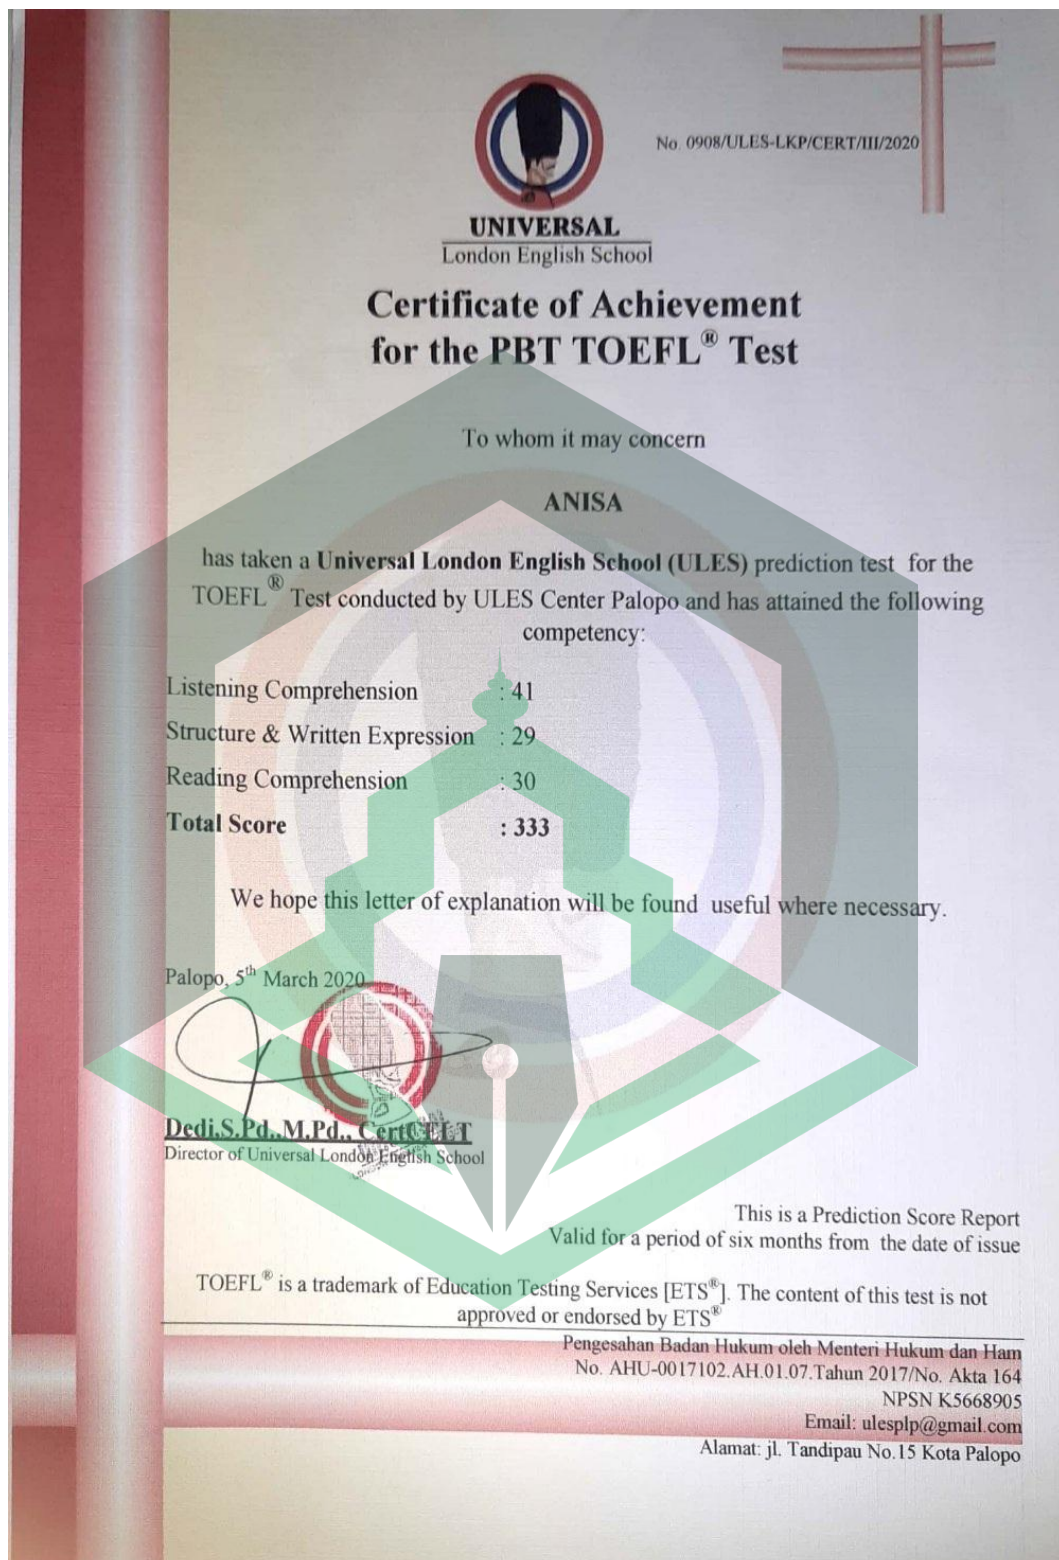 No. 0908/ULES-LKP/CERT/III/2020
UNIVERSAL
London English School
Certificate of Achievement
for the PBT TOEFL® Test
To whom it may concern
ANISA
has taken a Universal London English School (ULES) prediction test for the
TOEFL® Test conducted by ULES Center Palopo and has attained the following
competency:
Listening Comprehension : 41
Structure & Written Expression : 29
Reading Comprehension : 30
Total Score : 333
We hope this letter of explanation will be found useful where necessary.
Palopo, 5th March 2020
Dedi.S.Pd.,M.Pd., CertCELT
Director of Universal London English School
This is a Prediction Score Report
Valid for a period of six months from the date of issue
TOEFL® is a trademark of Education Testing Services [ETS®]. The content of this test is not
approved or endorsed by ETS®
Pengesahan Badan Hukum oleh Menteri Hukum dan Ham
No. AHU-0017102.AH.01.07.Tahun 2017/No. Akta 164
NPSN K5668905
Email: ulesplp@gmail.com
Alamat: jl. Tandipau No.15 Kota Palopo